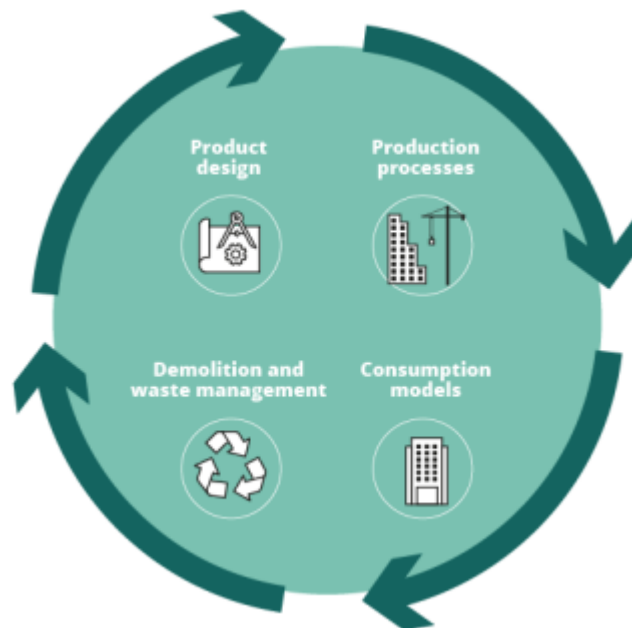 Product
design
Production
processes
Demolition and
waste management
Consumption
models